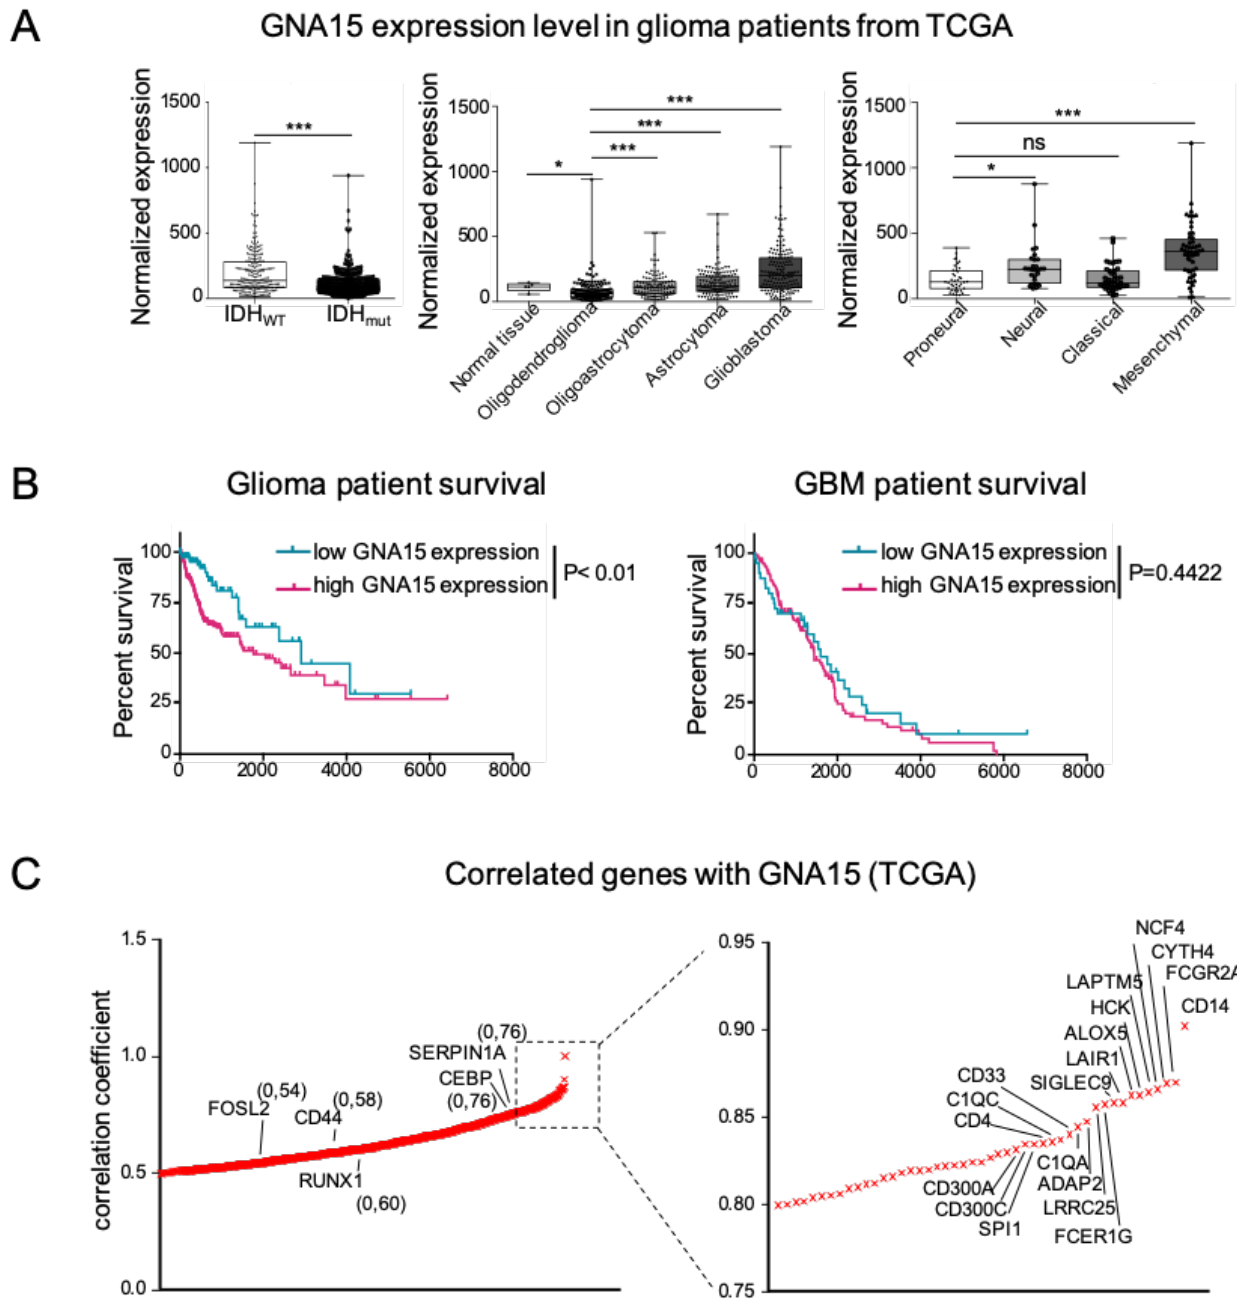 A
GNA15 expression level in glioma patients from TCGA
Normalized expression
1500
1000
500
0
***
IDHWT
IDHmut
Normalized expression
1500
1000
500
0
***
***
***
*
Normal tissue
Oligodendroglioma
Oligoastrocytoma
Astrocytoma
Glioblastoma
Normalized expression
1500
1000
500
0
***
ns
*
Proneural
Neural
Classical
Mesenchymal
B
Glioma patient survival
Percent survival
100
75
50
25
0
0 2000 4000 6000 8000
low GNA15 expression
high GNA15 expression
P< 0.01
GBM patient survival
Percent survival
100
75
50
25
0
0 2000 4000 6000 8000
low GNA15 expression
high GNA15 expression
P=0.4422
C
Correlated genes with GNA15 (TCGA)
correlation coefficient
1.5
1.0
0.5
0.0
(0,54)
FOSL2
(0,58)
CD44
RUNX1
(0,60)
(0,76)
SERPIN1A
CEBP
(0,76)
0.95
0.90
0.85
0.80
0.75
NCF4
CYTH4
FCGR2A
LAPTM5
CD14
HCK
ALOX5
LAIR1
SIGLEC9
CD33
C1QC
CD4
C1QA
ADAP2
CD300A
CD300C
LRRC25
SPI1
FCER1G